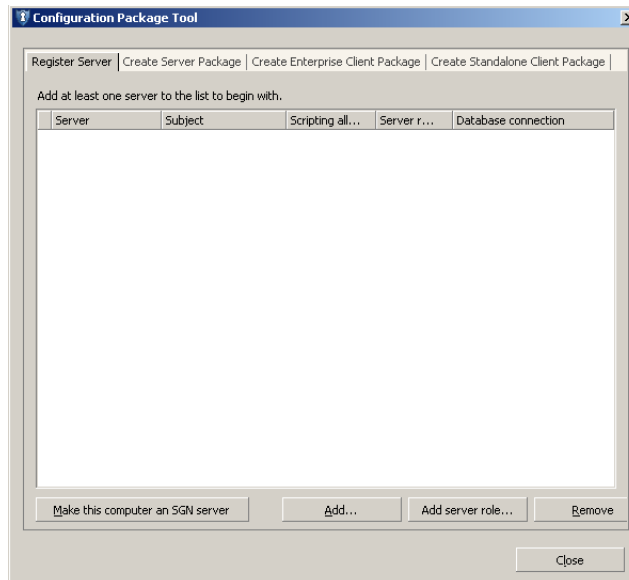 Configuration Package Tool
Register Server Create Server Package Create Enterprise Client Package Create Standalone Client Package
Add at least one server to the list to begin with.
Server Subject Scripting all... Server r... Database connection
Make this computer an SGN server Add... Add server role... Remove
Close